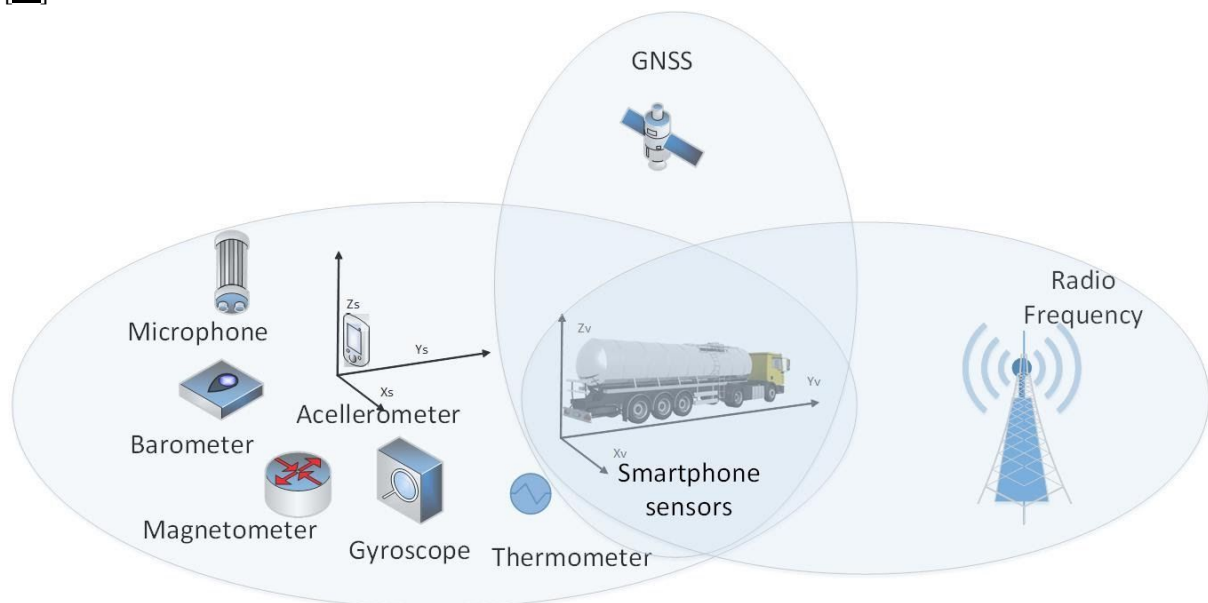 GNSS
Radio
Frequency
Microphone
Zs
Ys
Xs
Zv
Yv
Xv
Acellerometer
Barometer
Smartphone
sensors
Magnetometer
Gyroscope
Thermometer